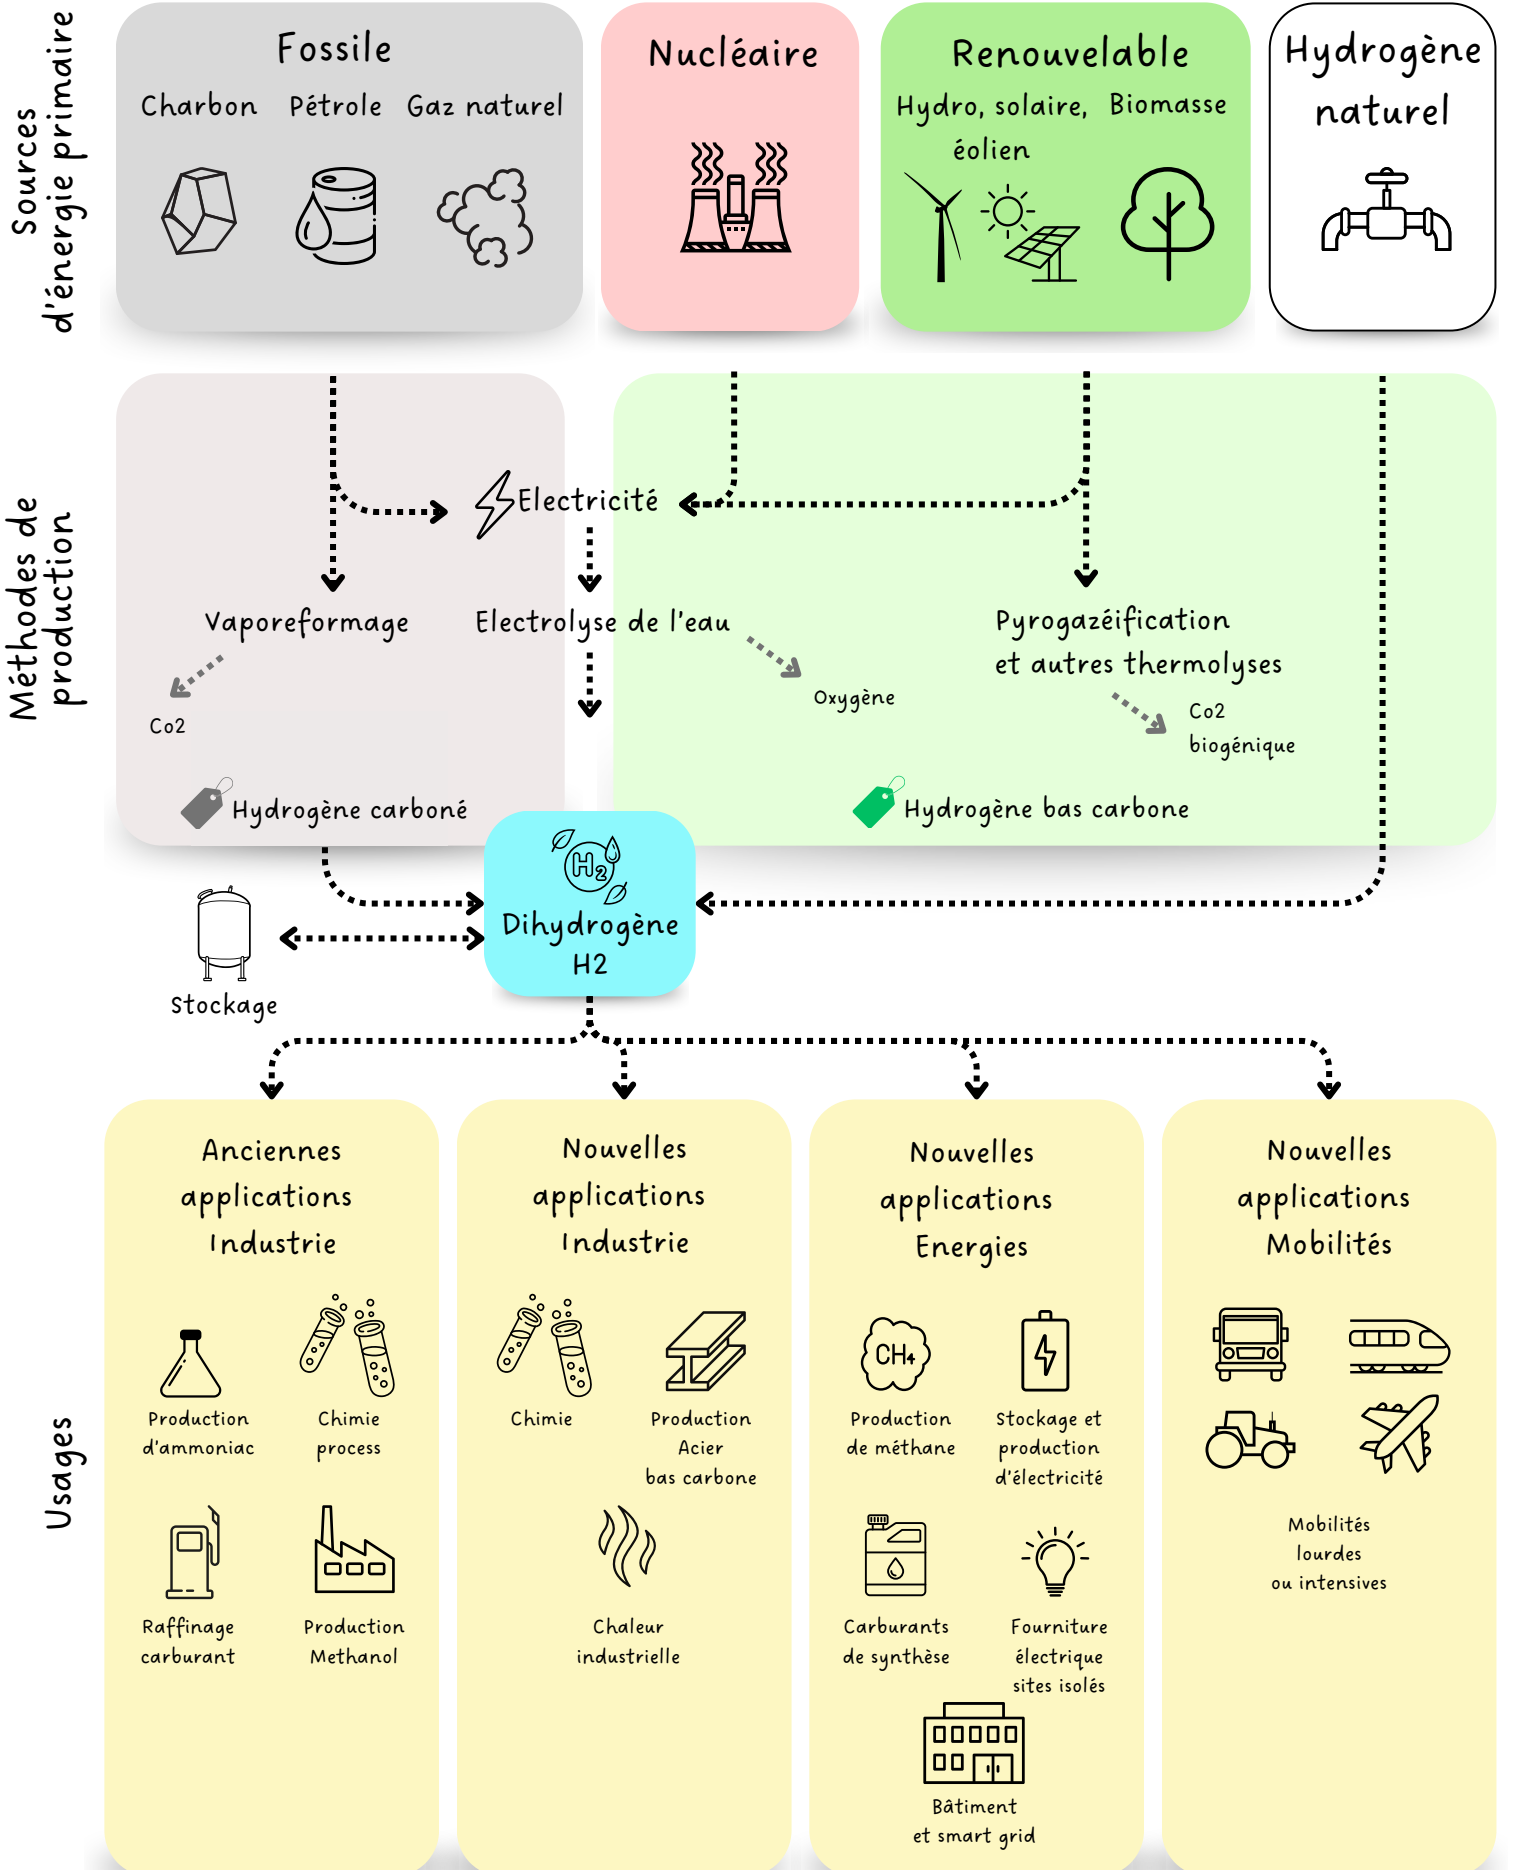 Sources
d'énergie primaire
Fossile
Charbon
Pétrole
Gaz naturel
Nucléaire
Renouvelable
Hydro, solaire,
éolien
Biomasse
Hydrogène
naturel
Méthodes de
production
Electricité
Vaporeformage
Co2
Electrolyse de l'eau
Oxygène
Pyrogazéification
et autres thermolyses
Co2
biogénique
Hydrogène carboné
Hydrogène bas carbone
H2
Dihydrogène
H2
Stockage
Usages
Anciennes
applications
Industrie
Production
d'ammoniac
Chimie
process
Raffinage
carburant
Production
Methanol
Nouvelles
applications
Industrie
Chimie
Production
Acier
bas carbone
Chaleur
industrielle
Nouvelles
applications
Energies
CH4
Production
de méthane
Stockage et
production
d'électricité
Carburants
de synthèse
Fourniture
électrique
sites isolés
Bâtiment
et smart grid
Nouvelles
applications
Mobilités
Mobilités
lourdes
ou intensives